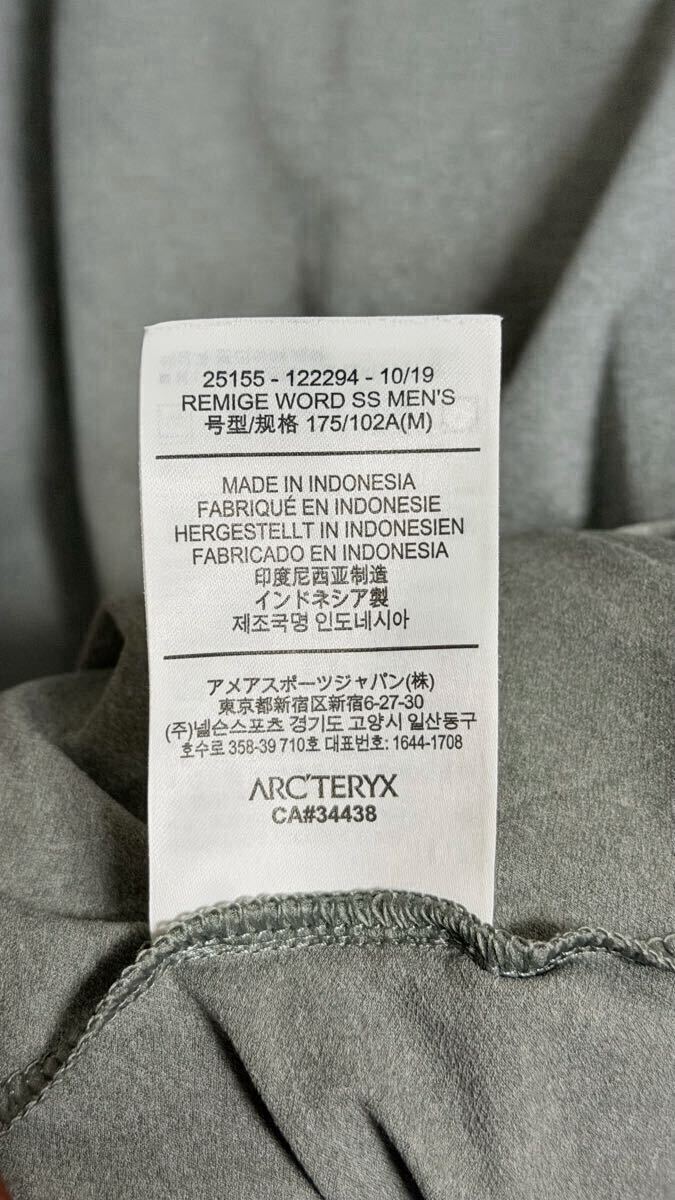 25155 - 122294 - 10/19
REMIGE WORD SS MEN'S
号型/规格 175/102A(M)
MADE IN INDONESIA
FABRIQUÉ EN INDONESIE
HERGESTELLT IN INDONESIEN
FABRICADO EN INDONESIA
印度尼西亚制造
インドネシア製
제조국명 인도네시아
アメアスポーツジャパン(株)
東京都新宿区新宿6-27-30
(주)넬슨스포츠 경기도 고양시 일산동구
호수로 358-39 710호 대표번호: 1644-1708
ARC'TERYX
CA#34438